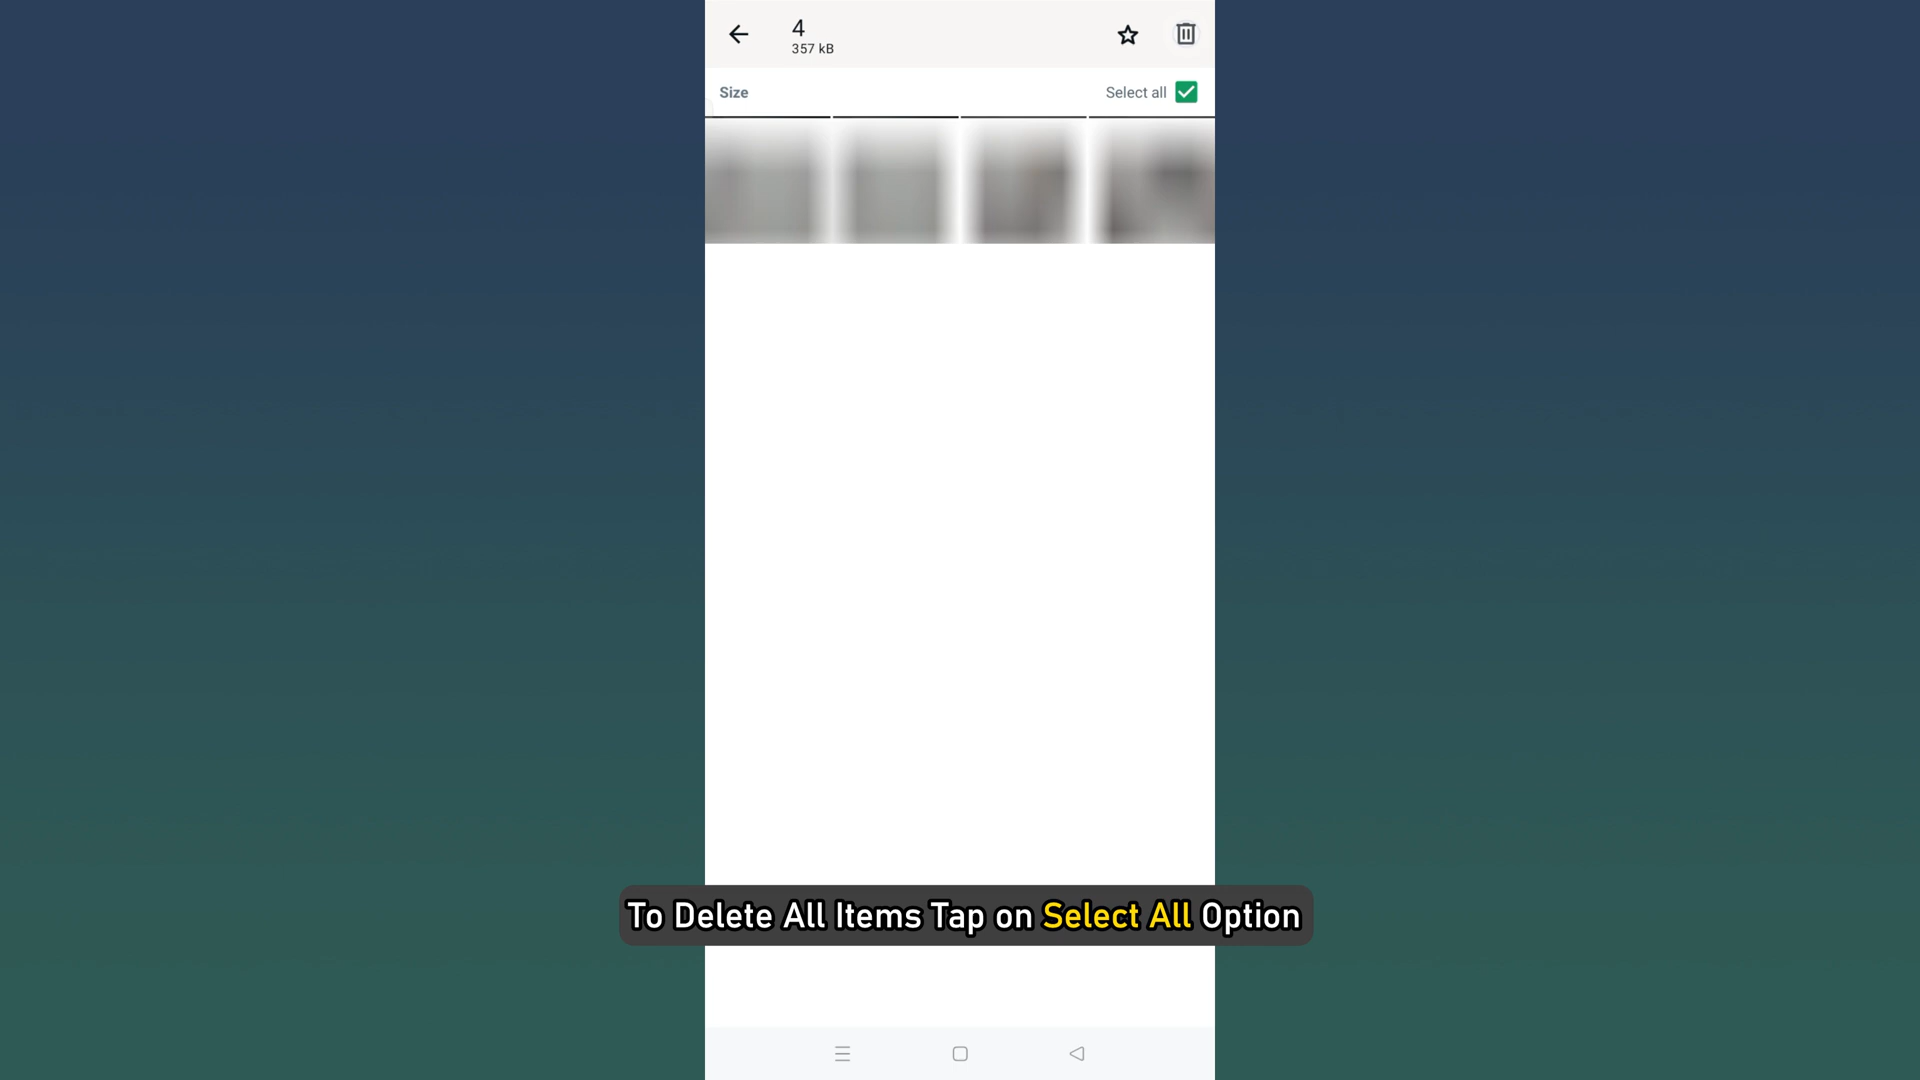 4
357 kB
Size
Select all
To Delete All Items Tap on Select All Option